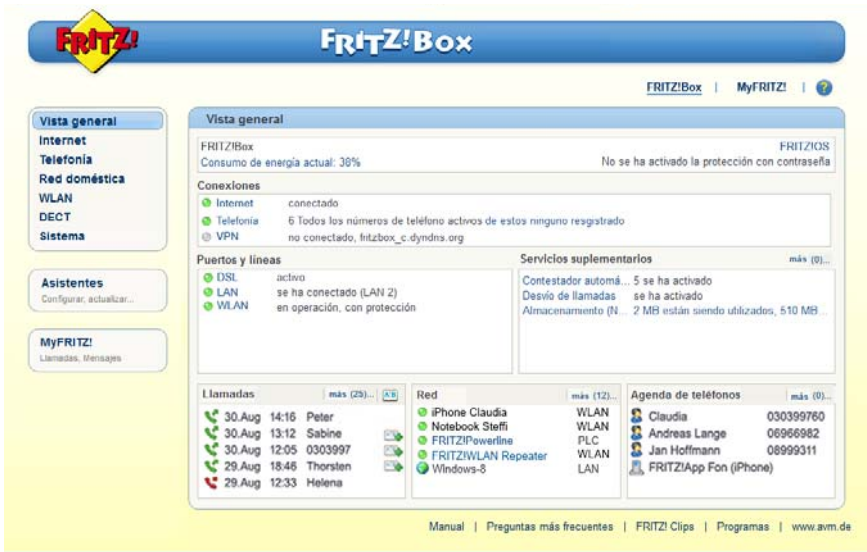 FRITZ! FRITZ!Box
FRITZ!Box | MyFRITZ! | ?
Vista general
Internet
Telefonía
Red doméstica
WLAN
DECT
Sistema
Asistentes
Configurar, actualizar...
MyFRITZ!
Llamadas, Mensajes
Vista general
FRITZ!Box FRITZ!OS
Consumo de energía actual: 38% No se ha activado la protección con contraseña
Conexiones
Internet conectado
Telefonía 6 Todos los números de teléfono activos de estos ninguno resgistrado
VPN no conectado, fritzbox_c.dyndns.org
Puertos y líneas
DSL activo
LAN se ha conectado (LAN 2)
WLAN en operación, con protección
Servicios suplementarios más (0)...
Contestador automá... 5 se ha activado
Desvío de llamadas se ha activado
Almacenamiento (N... 2 MB están siendo utilizados, 510 MB...
Llamadas más (25)...
30.Aug 14:16 Peter
30.Aug 13:12 Sabine
30.Aug 12:05 0303997
29.Aug 18:46 Thorsten
29.Aug 12:33 Helena
Red más (12)...
iPhone Claudia WLAN
Notebook Steffi WLAN
FRITZ!Powerline PLC
FRITZ!WLAN Repeater WLAN
Windows-8 LAN
Agenda de teléfonos más (0)...
Claudia 030399760
Andreas Lange 06966982
Jan Hoffmann 08999311
FRITZ!App Fon (iPhone)
Manual | Preguntas más frecuentes | FRITZ! Clips | Programas | www.avm.de